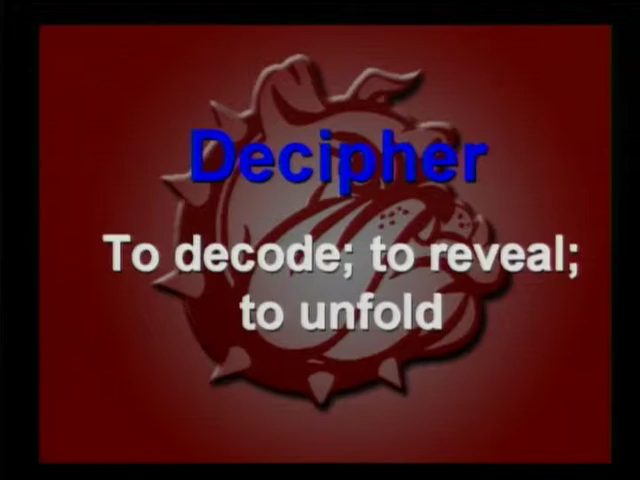 Decipher
To decode; to reveal;
to unfold